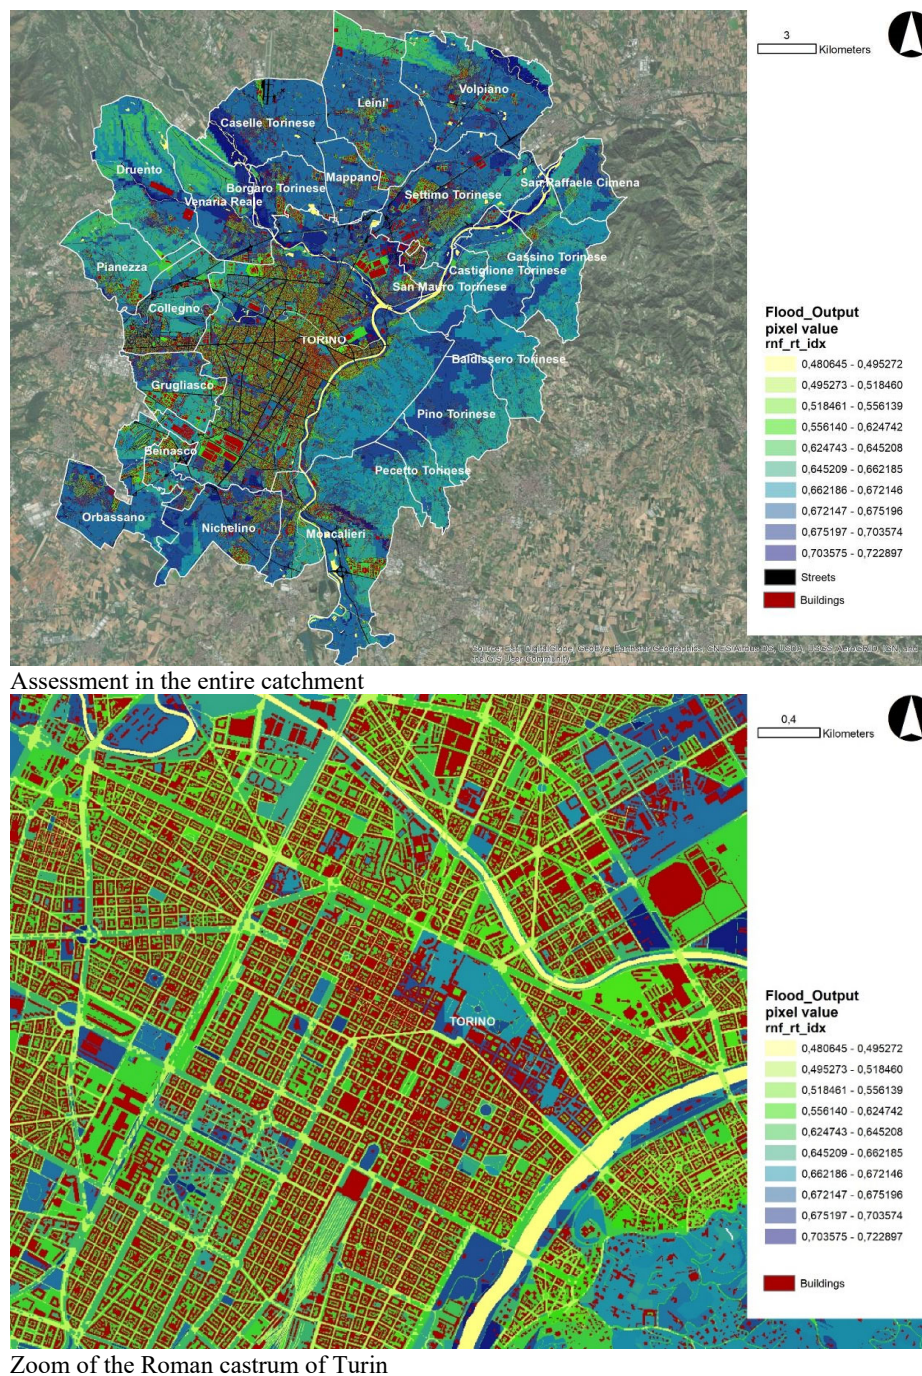 3
Kilometers
Volpiano
Leini'
Caselle Torinese
Druento
Mappano
Borgaro Torinese
San Raffaele Cimena
Settimo Torinese
Venaria Reale
Gassino Torinese
Pianezza
Castiglione Torinese
San Mauro Torinese
Collegno
TORINO
Baldissero Torinese
Grugliasco
Pino Torinese
Beinasco
Pecetto Torinese
Orbassano
Nichelino
Moncalieri
Flood_Output
pixel value
rnf_rt_idx
0,480645 - 0,495272
0,495273 - 0,518460
0,518461 - 0,556139
0,556140 - 0,624742
0,624743 - 0,645208
0,645209 - 0,662185
0,662186 - 0,672146
0,672147 - 0,675196
0,675197 - 0,703574
0,703575 - 0,722897
Streets
Buildings
Assessment in the entire catchment
0,4
Kilometers
TORINO
Flood_Output
pixel value
rnf_rt_idx
0,480645 - 0,495272
0,495273 - 0,518460
0,518461 - 0,556139
0,556140 - 0,624742
0,624743 - 0,645208
0,645209 - 0,662185
0,662186 - 0,672146
0,672147 - 0,675196
0,675197 - 0,703574
0,703575 - 0,722897
Buildings
Zoom of the Roman castrum of Turin